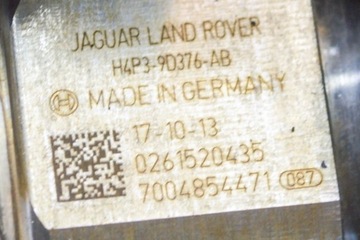 JAGUAR LAND ROVER
H4P3-9D376-AB
MADE IN GERMANY
17-10-13
0261520435
7004854471 087